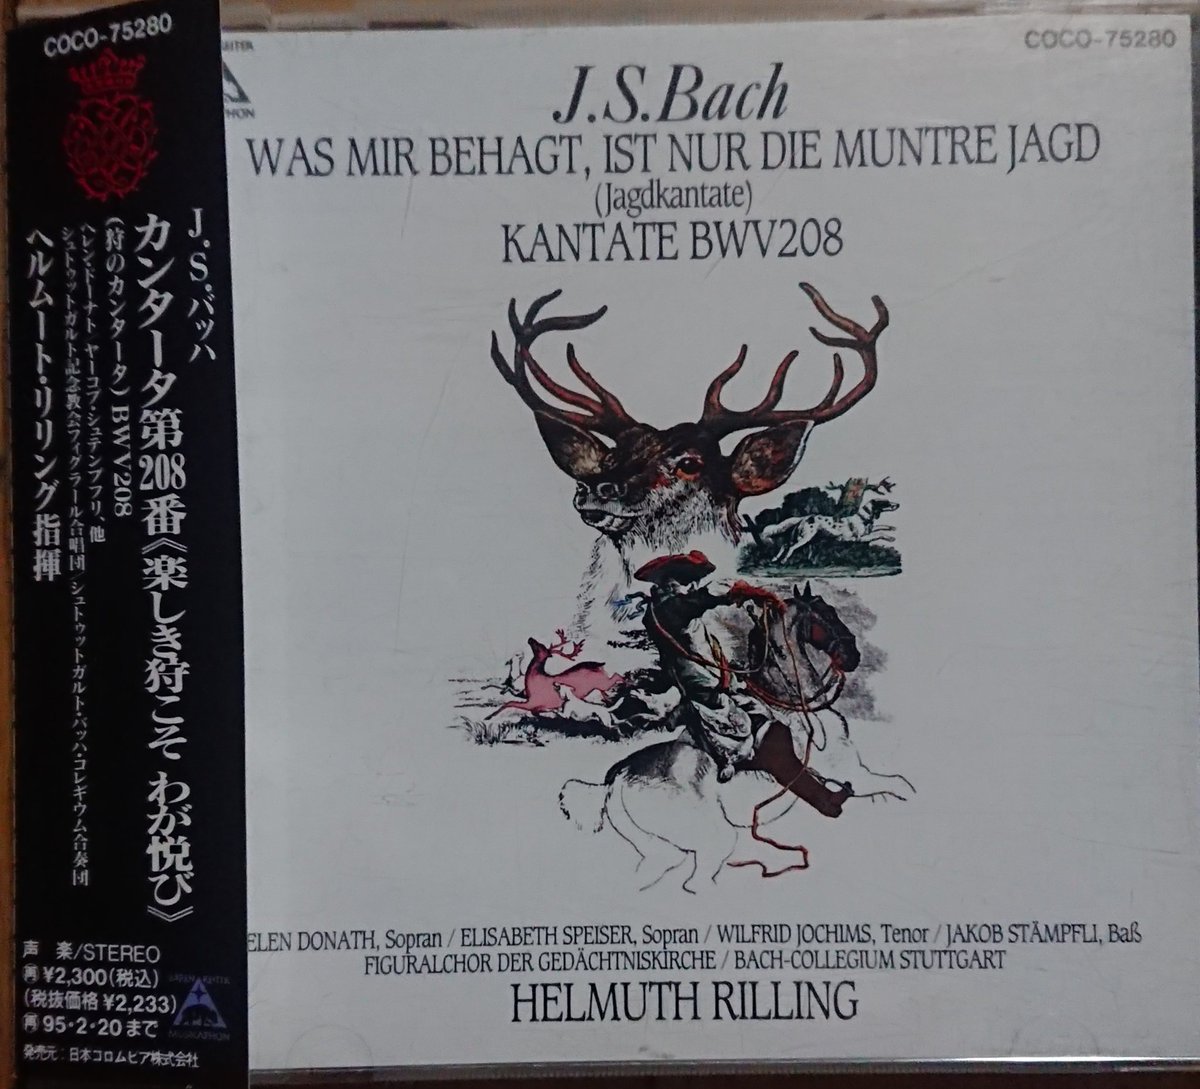 COCO-75280
J.S.バッハ
カンタータ第208番《楽しき狩こそ わが悦び》
(狩のカンタータ)BWV208
ヘレン・ドーナト、ヤーコプ・シュテンプフリ、他
シュトゥットガルト記念教会フィグラール合唱団／シュトゥットガルト・バッハ・コレギウム合奏団
ヘルムート・リリング指揮
声 楽/STEREO
再¥2,300(税込)
(税抜価格¥2,233)
再95・2・20まで
発売元:日本コロムビア株式会社
MUSICAPHON
COCO-75280
J.S.Bach
WAS MIR BEHAGT, IST NUR DIE MUNTRE JAGD
(Jagdkantate)
KANTATE BWV208
ELEN DONATH, Sopran / ELISABETH SPEISER, Sopran / WILFRID JOCHIMS, Tenor / JAKOB STÄMPFLI, Baß
FIGURALCHOR DER GEDÄCHTNISKIRCHE / BACH-COLLEGIUM STUTTGART
HELMUTH RILLING